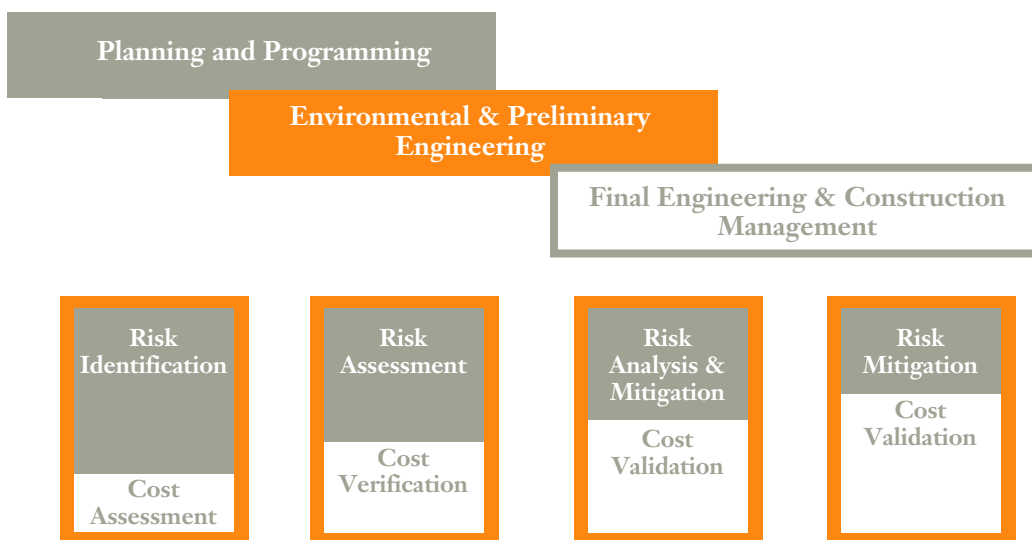 Planning and Programming
Environmental & Preliminary
Engineering
Final Engineering & Construction
Management
Risk
Identification
Cost
Assessment
Risk
Assessment
Cost
Verification
Risk
Analysis &
Mitigation
Cost
Validation
Risk
Mitigation
Cost
Validation